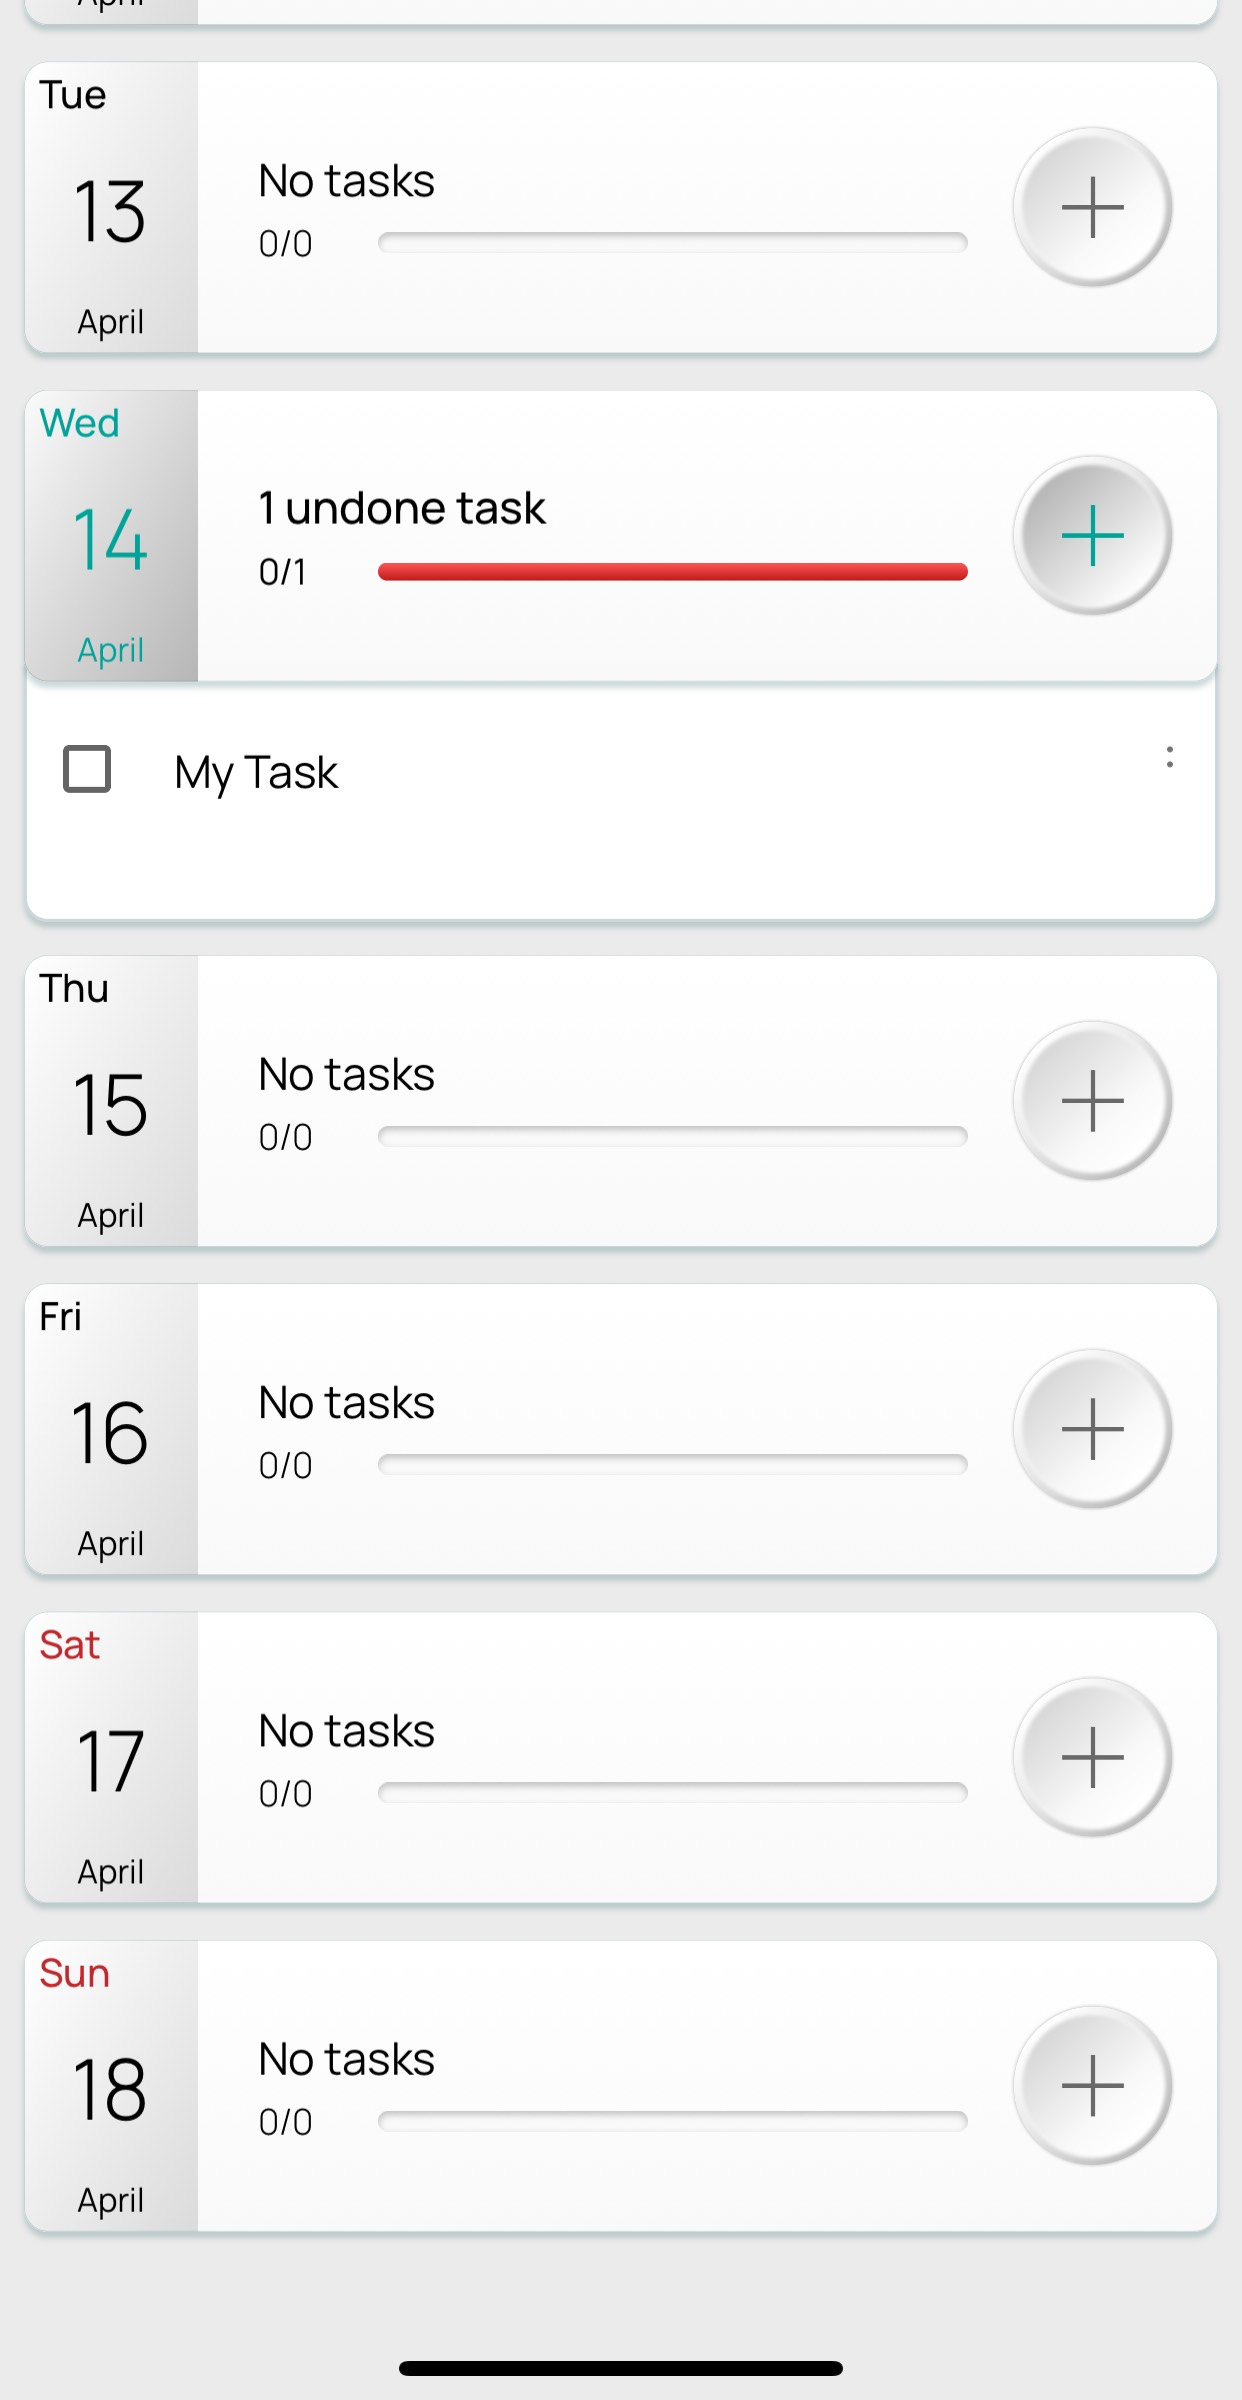 April
Tue
13
April
No tasks
0/0
Wed
14
April
1 undone task
0/1
My Task
Thu
15
April
No tasks
0/0
Fri
16
April
No tasks
0/0
Sat
17
April
No tasks
0/0
Sun
18
April
No tasks
0/0